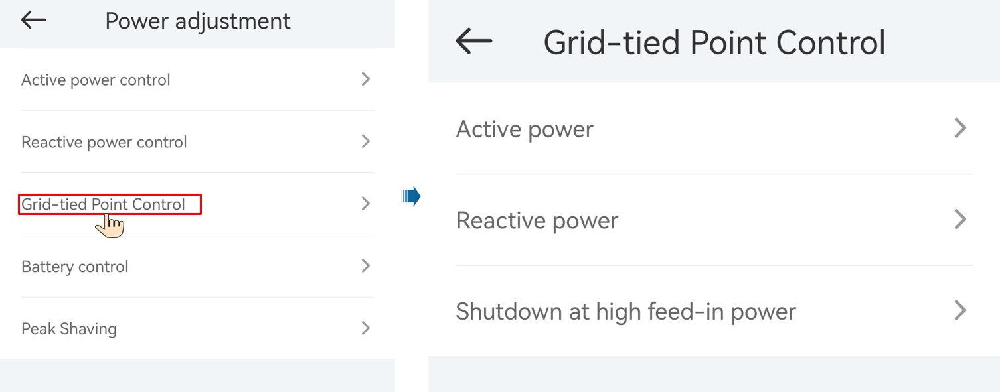 Power adjustment
Active power control
Reactive power control
Grid-tied Point Control
Battery control
Peak Shaving
Grid-tied Point Control
Active power
Reactive power
Shutdown at high feed-in power